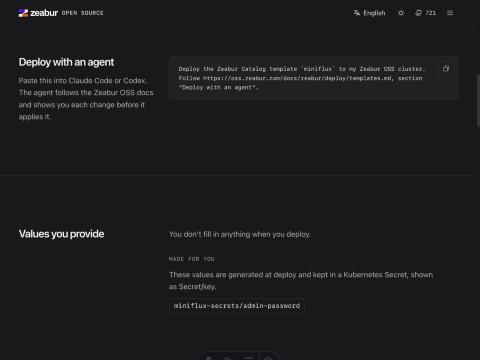 zeabur OPEN SOURCE
English
721
Deploy with an agent
Paste this into Claude Code or Codex.
The agent follows the Zeabur OSS docs
and shows you each change before it
applies it.
Deploy the Zeabur Catalog template `miniflux` to my Zeabur OSS cluster.
Follow https://oss.zeabur.com/docs/zeabur/deploy/templates.md, section
"Deploy with an agent".
Values you provide
You don't fill in anything when you deploy.
MADE FOR YOU
These values are generated at deploy and kept in a Kubernetes Secret, shown
as Secret/key.
miniflux-secrets/admin-password